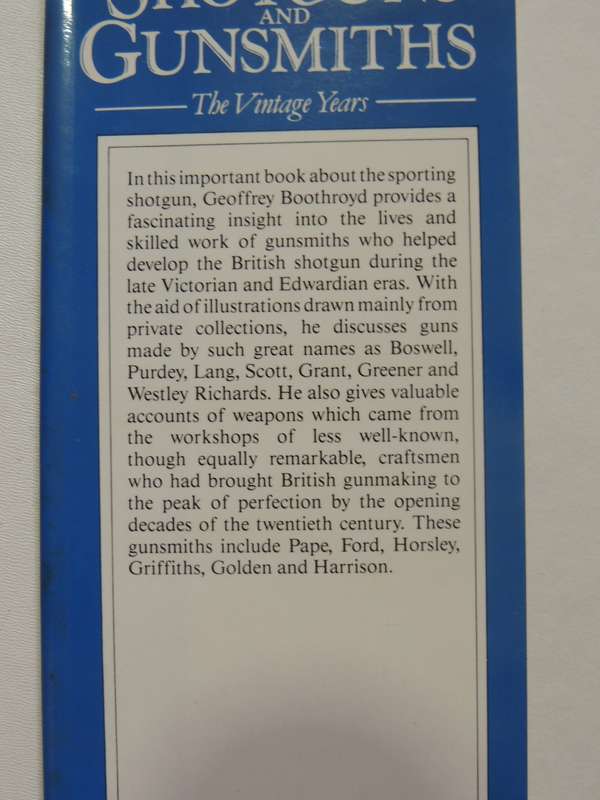 SHOTGUNS
AND
GUNSMITHS
The Vintage Years
In this important book about the sporting
shotgun, Geoffrey Boothroyd provides a
fascinating insight into the lives and
skilled work of gunsmiths who helped
develop the British shotgun during the
late Victorian and Edwardian eras. With
the aid of illustrations drawn mainly from
private collections, he discusses guns
made by such great names as Boswell,
Purdey, Lang, Scott, Grant, Greener and
Westley Richards. He also gives valuable
accounts of weapons which came from
the workshops of less well-known,
though equally remarkable, craftsmen
who had brought British gunmaking to
the peak of perfection by the opening
decades of the twentieth century. These
gunsmiths include Pape, Ford, Horsley,
Griffiths, Golden and Harrison.